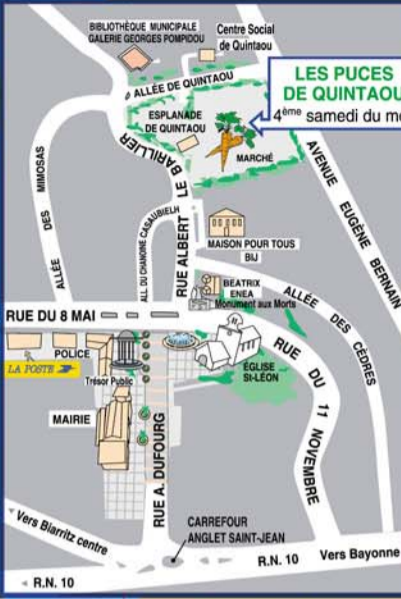 BIBLIOTHÈQUE MUNICIPALE
GALERIE GEORGES POMPIDOU
Centre Social
de Quintaou
ALLÉE DE QUINTAOU
LES PUCES
DE QUINTAOU
4ème samedi du mo
ESPLANADE
DE QUINTAOU
MARCHÉ
AVENUE EUGÈNE BERNAIN
ALLÉE DES MIMOSAS
RUE ALBERT LE BARILLIER
ALL. DU CHANOINE CASAUBIELH
MAISON POUR TOUS
BIJ
BEATRIX
ENEA
Monument aux Morts
ALLÉE DES CÈDRES
RUE DU 8 MAI
POLICE
LA POSTE
Trésor Public
ÉGLISE
St-LÉON
RUE DU 11 NOVEMBRE
MAIRIE
RUE A. DUFOURG
Vers Biarritz centre
CARREFOUR
ANGLET SAINT-JEAN
R.N. 10
Vers Bayonne
R.N. 10